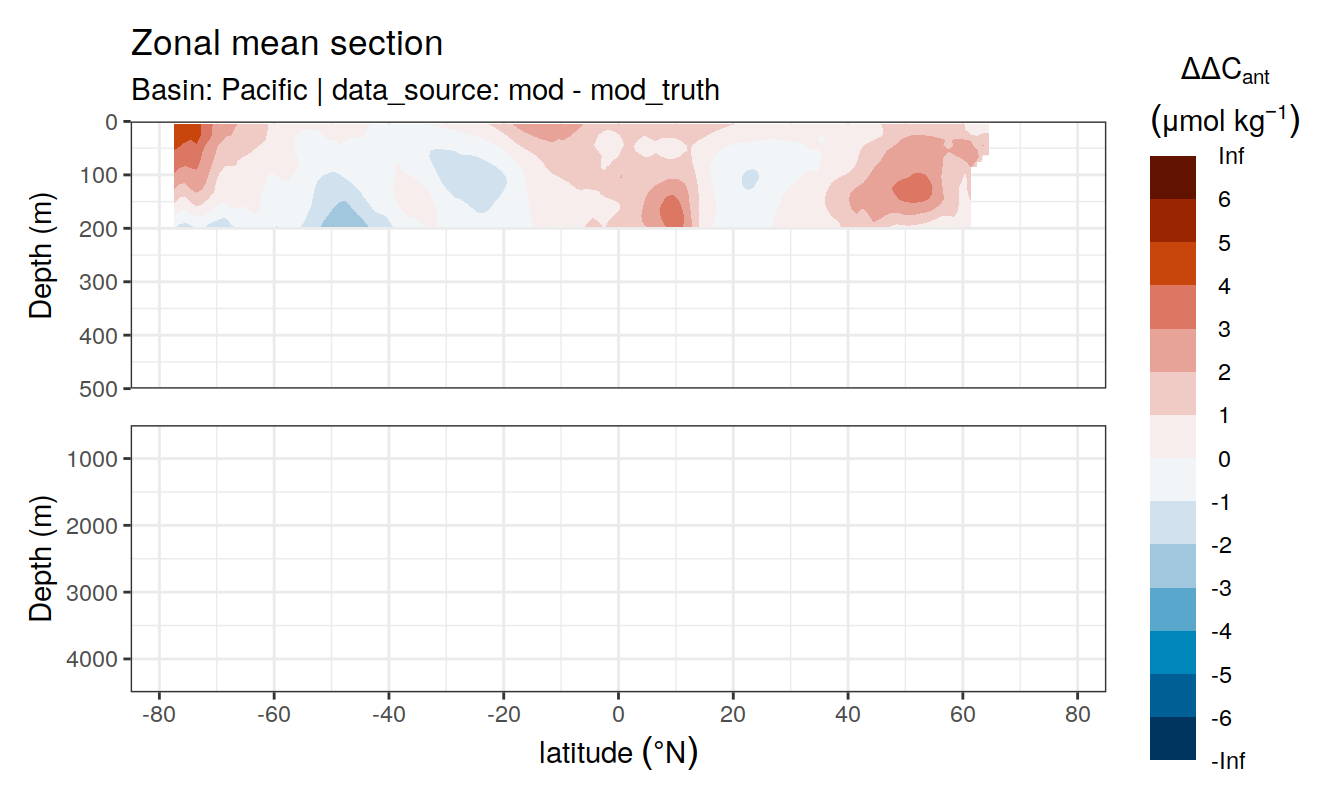 Zonal mean section
Basin: Pacific | data_source: mod - mod_truth
ΔΔCant
(μmol kg−1)
Inf
6
5
4
3
2
1
0
-1
-2
-3
-4
-5
-6
-Inf
Depth (m)
0
100
200
300
400
500
Depth (m)
1000
2000
3000
4000
-80 -60 -40 -20 0 20 40 60 80
latitude (°N)